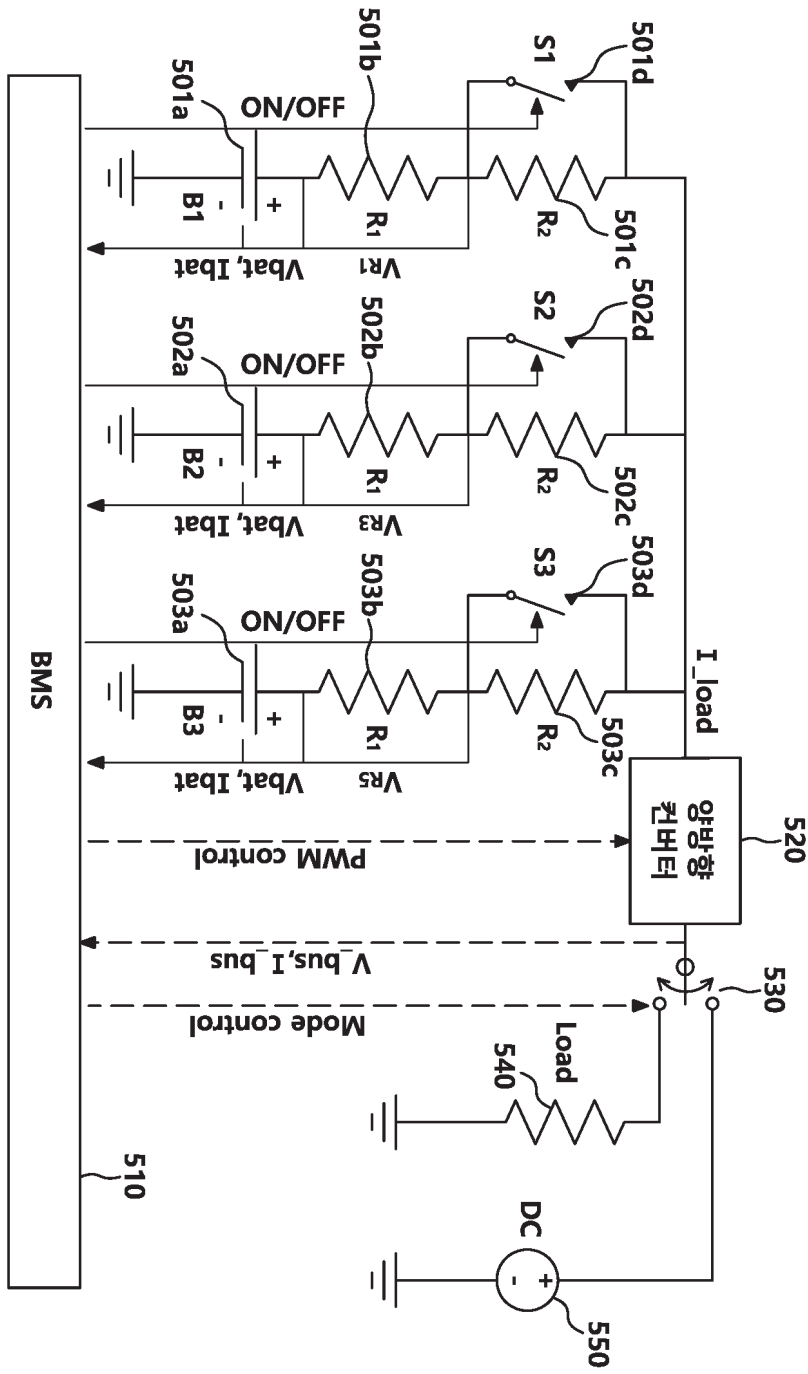 501b
S1
501d
501a
ON/OFF
B1
-
+
R₁
R₂
501c
Vbat, Ibat
V_R1
502b
S2
502d
502a
ON/OFF
B2
-
+
R₁
R₂
502c
Vbat, Ibat
V_R3
503b
S3
503d
503a
ON/OFF
B3
-
+
R₁
R₂
503c
Vbat, Ibat
V_R5
BMS
510
I_load
양방향
컨버터
520
PWM control
V_bus,I_bus
Mode control
530
Load
540
DC
-
+
550